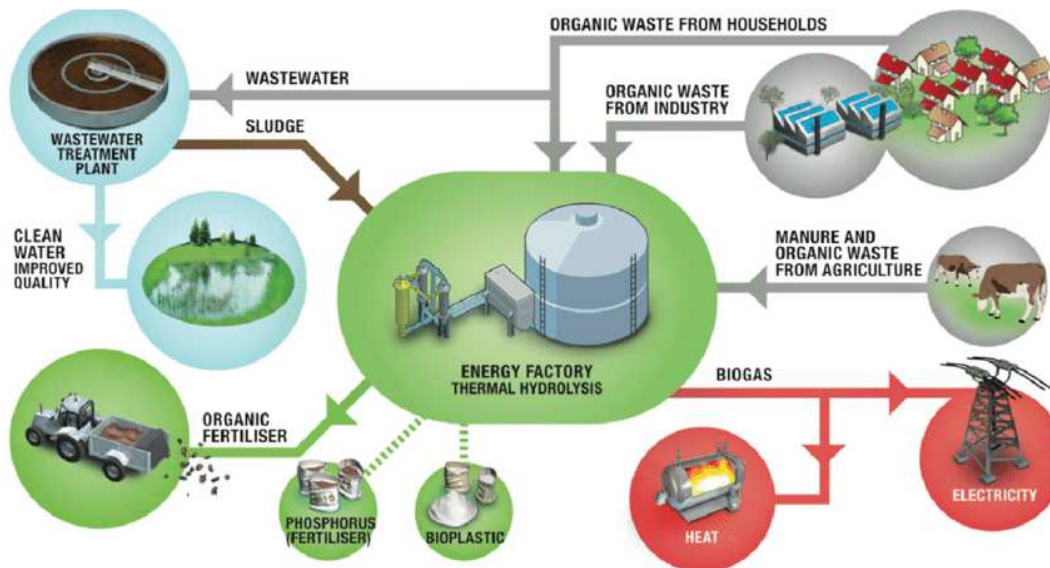 ORGANIC WASTE FROM HOUSEHOLDS
WASTEWATER
ORGANIC WASTE
FROM INDUSTRY
SLUDGE
WASTEWATER
TREATMENT
PLANT
CLEAN
WATER
IMPROVED
QUALITY
MANURE AND
ORGANIC WASTE
FROM AGRICULTURE
ENERGY FACTORY
THERMAL HYDROLYSIS
BIOGAS
ORGANIC
FERTILISER
PHOSPHORUS
(FERTILISER)
BIOPLASTIC
HEAT
ELECTRICITY